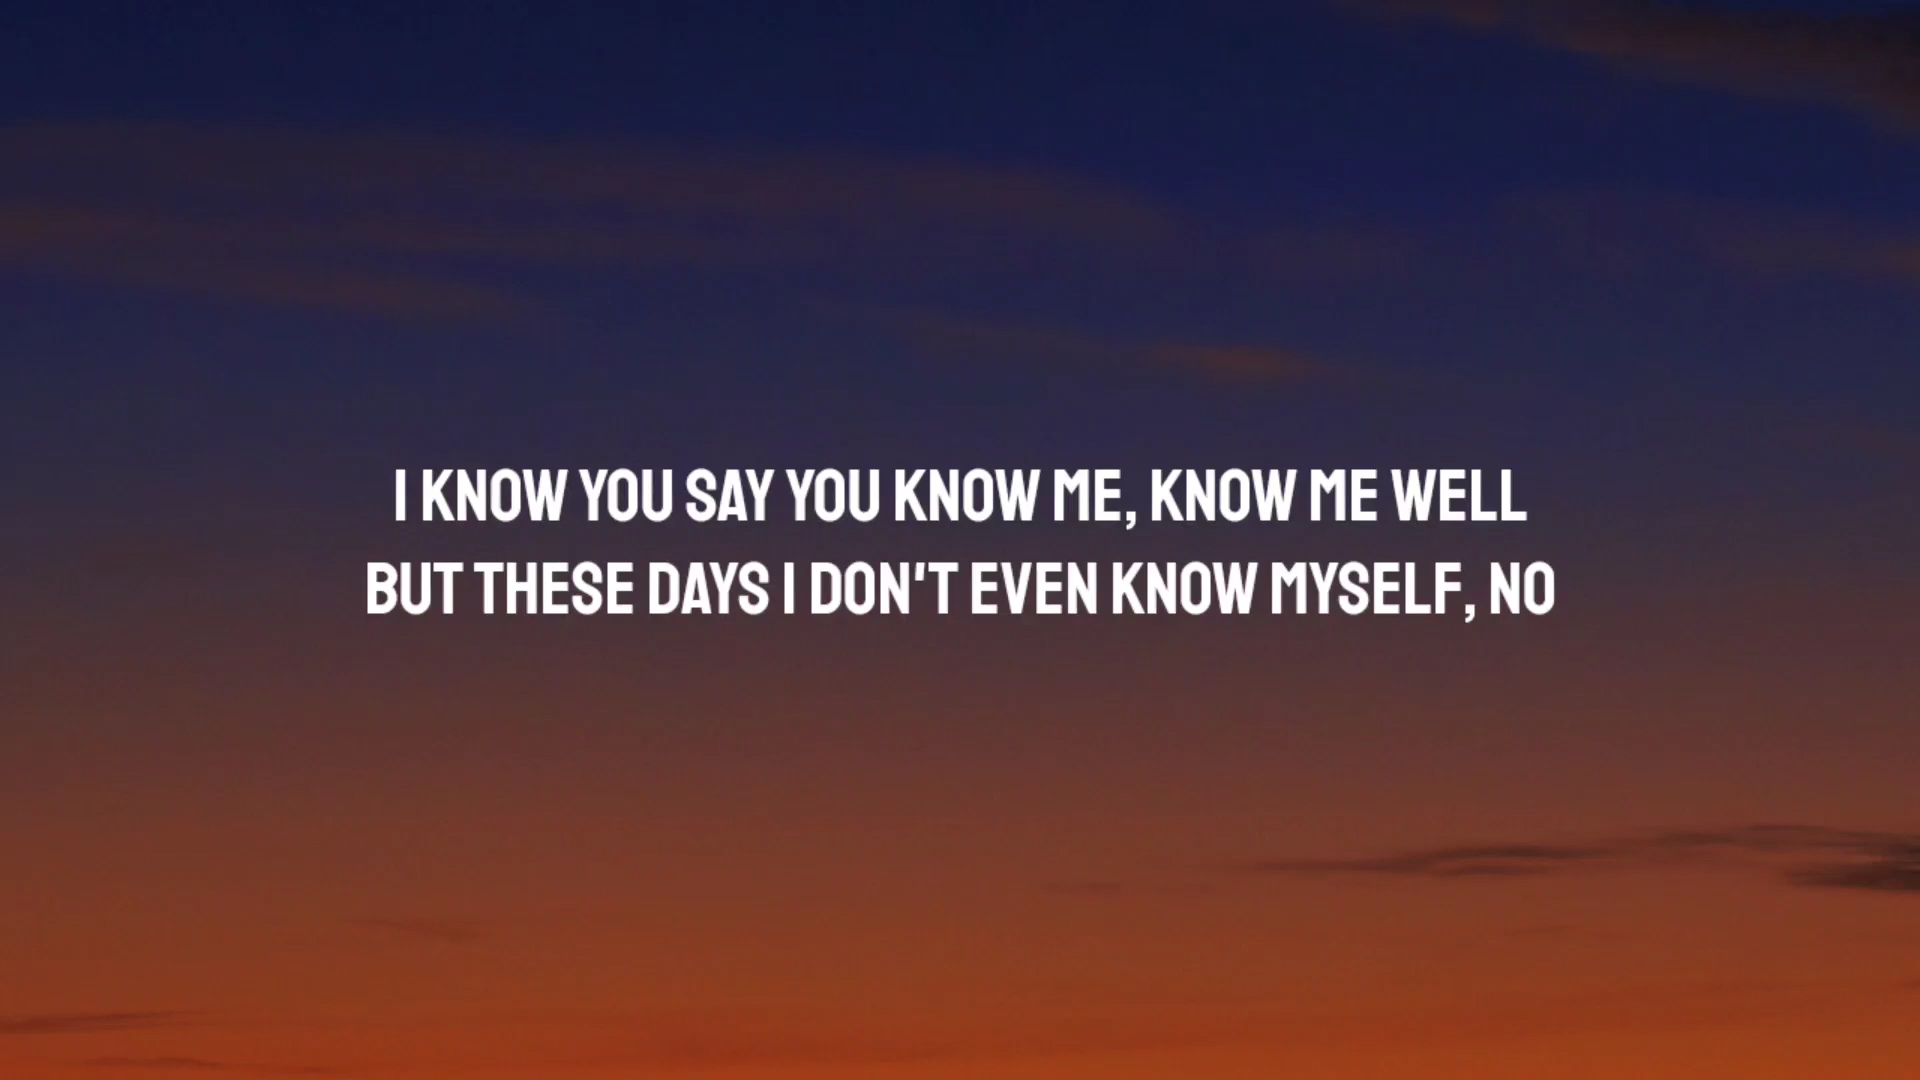 I KNOW YOU SAY YOU KNOW ME, KNOW ME WELL
BUT THESE DAYS I DON'T EVEN KNOW MYSELF, NO